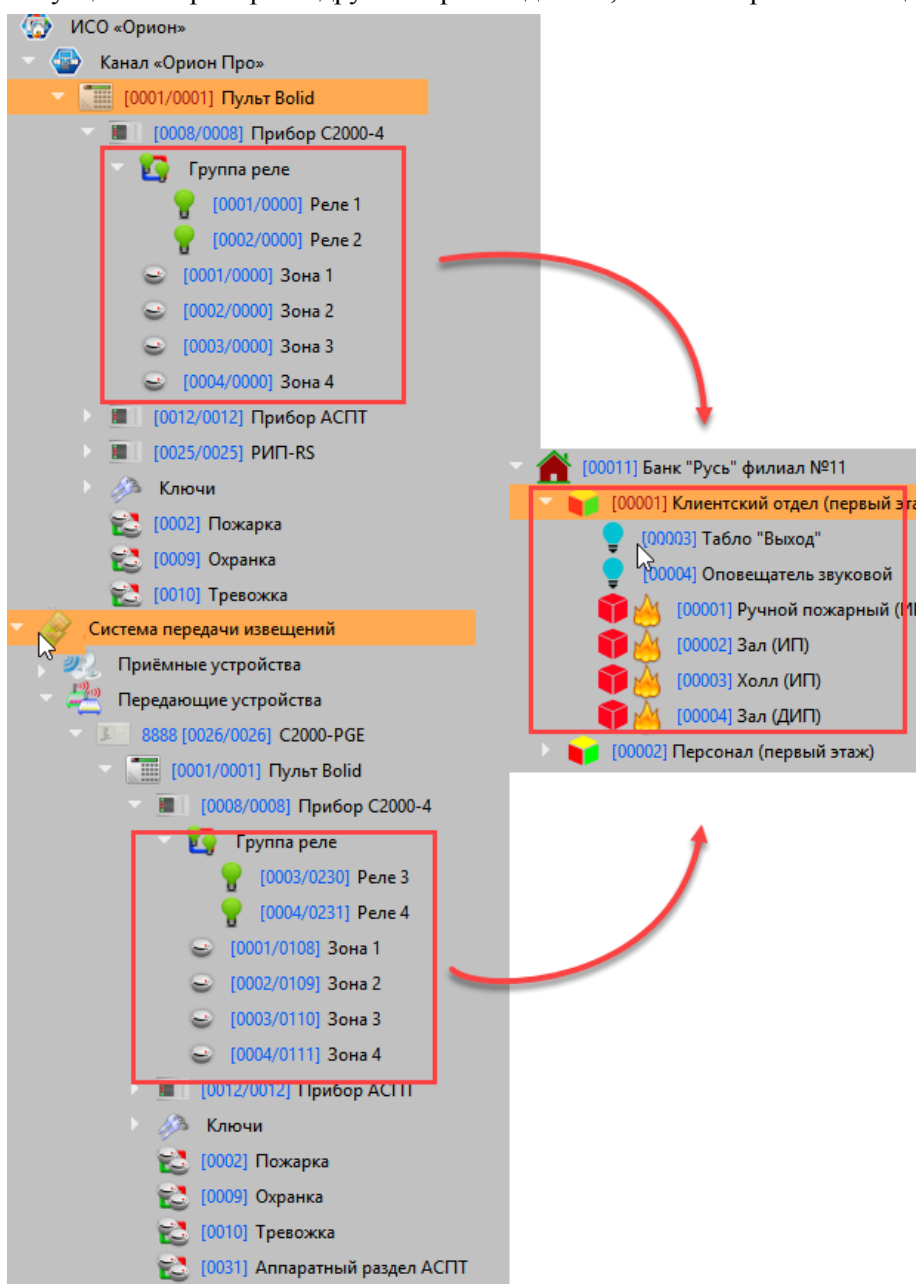 ИСО «Орион»
Канал «Орион Про»
[0001/0001] Пульт Bolid
[0008/0008] Прибор С2000-4
Группа реле
[0001/0000] Реле 1
[0002/0000] Реле 2
[0001/0000] Зона 1
[0002/0000] Зона 2
[0003/0000] Зона 3
[0004/0000] Зона 4
[0012/0012] Прибор АСПТ
[0025/0025] РИП-RS
Ключи
[0002] Пожарка
[0009] Охранка
[0010] Тревожка
Система передачи извещений
Приёмные устройства
Передающие устройства
8888 [0026/0026] С2000-PGE
[0001/0001] Пульт Bolid
[0008/0008] Прибор С2000-4
Группа реле
[0003/0230] Реле 3
[0004/0231] Реле 4
[0001/0108] Зона 1
[0002/0109] Зона 2
[0003/0110] Зона 3
[0004/0111] Зона 4
[0012/0012] Прибор АСПТ
Ключи
[0002] Пожарка
[0009] Охранка
[0010] Тревожка
[0031] Аппаратный раздел АСПТ
[00011] Банк "Русь" филиал №11
[00001] Клиентский отдел (первый эта
[00003] Табло "Выход"
[00004] Оповещатель звуковой
[00001] Ручной пожарный (ИП
[00002] Зал (ИП)
[00003] Холл (ИП)
[00004] Зал (ДИП)
[00002] Персонал (первый этаж)